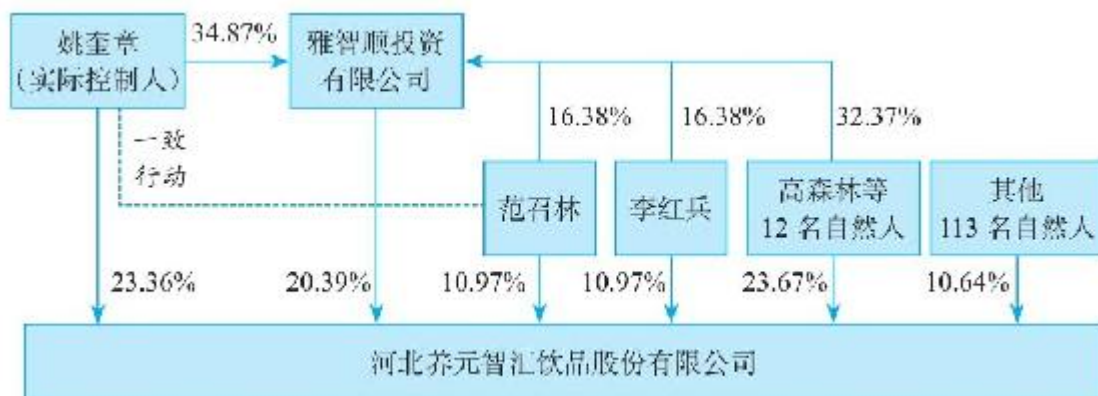 姚奎章
（实际控制人）
34.87%
雅智顺投资
有限公司
16.38%
16.38%
32.37%
一致
行动
范召林
李红兵
高森林等
12 名自然人
其他
113 名自然人
23.36%
20.39%
10.97%
10.97%
23.67%
10.64%
河北养元智汇饮品股份有限公司